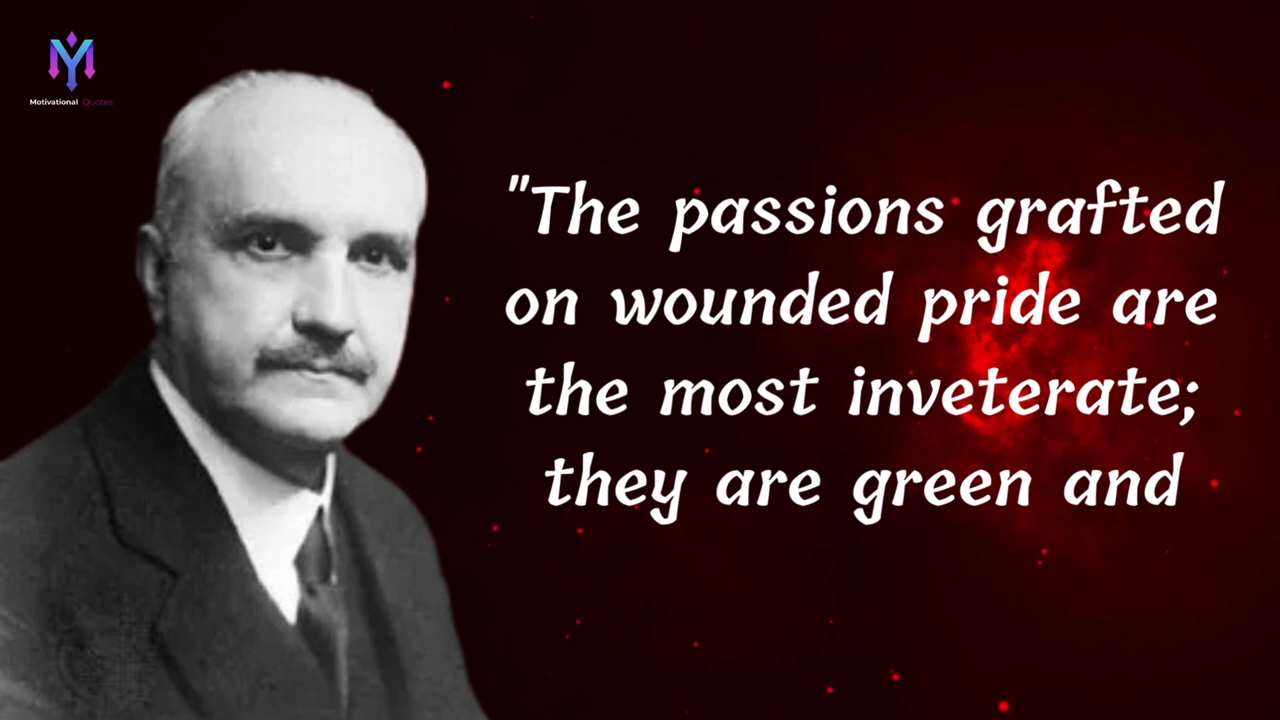 Motivational Quotes
"The passions grafted
on wounded pride are
the most inveterate;
they are green and